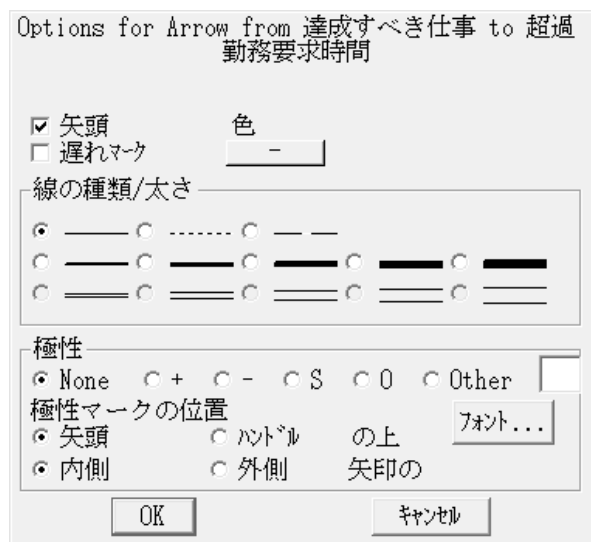 Options for Arrow from 達成すべき仕事 to 超過
勤務要求時間
矢頭 色
遅れマーク -
線の種類/太さ
極性
None + - S O Other
極性マークの位置
フォント...
矢頭 ハンドル の上
内側 外側 矢印の
OK キャンセル